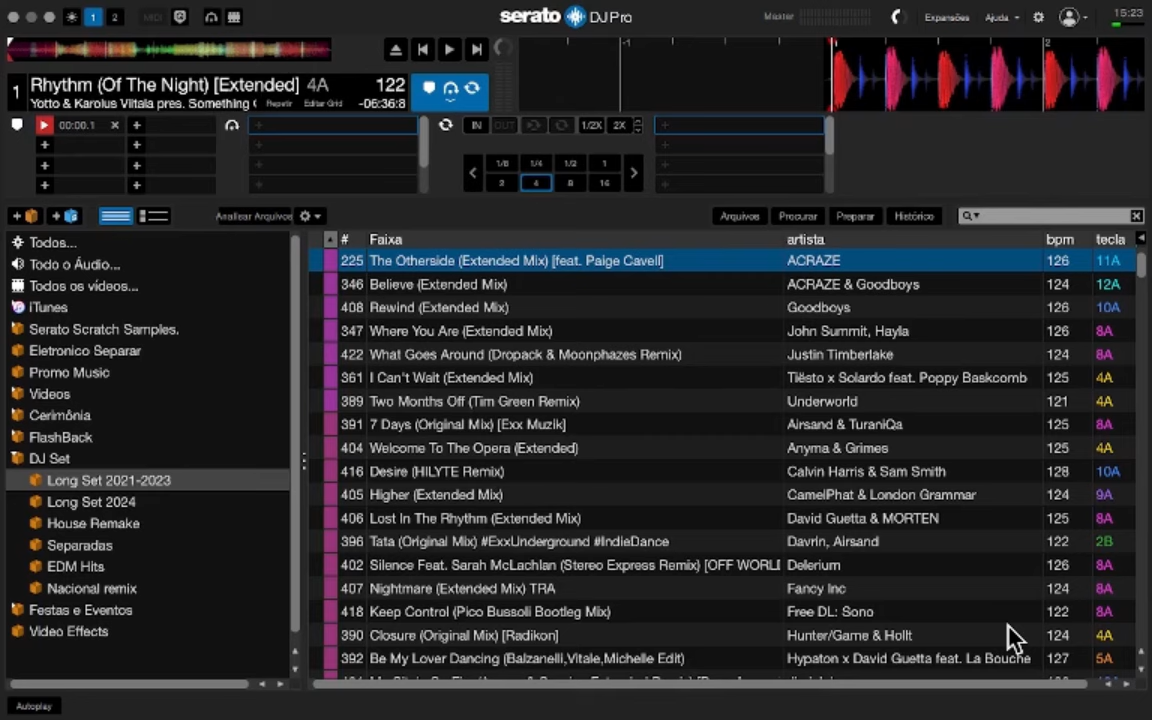 1 2 MIDI serato DJ Pro Master Expansões Ajuda 15:23
-1 1 2
1 Rhythm (Of The Night) [Extended] 4A 122
Yotto & Karolus Viitala pres. Something Repetir Editar Grid -06:36:8
00:00.1 IN OUT 1/2X 2X
1/8 1/4 1/2 1
2 4 8 16
Analisar Arquivos Arquivos Procurar Preparar Histórico
# Faixa artista bpm tecla
Todos...
Todo o Áudio...
Todos os vídeos...
iTunes
Serato Scratch Samples.
Eletronico Separar
Promo Music
Videos
Cerimônia
FlashBack
DJ Set
Long Set 2021-2023
Long Set 2024
House Remake
Separadas
EDM Hits
Nacional remix
Festas e Eventos
Video Effects
225 The Otherside (Extended Mix) [feat. Paige Cavell] ACRAZE 126 11A
346 Believe (Extended Mix) ACRAZE & Goodboys 124 12A
408 Rewind (Extended Mix) Goodboys 126 10A
347 Where You Are (Extended Mix) John Summit, Hayla 126 8A
422 What Goes Around (Dropack & Moonphazes Remix) Justin Timberlake 124 8A
361 I Can't Wait (Extended Mix) Tiësto x Solardo feat. Poppy Baskcomb 125 4A
389 Two Months Off (Tim Green Remix) Underworld 121 4A
391 7 Days (Original Mix) [Exx Muzik] Airsand & TuraniQa 125 8A
404 Welcome To The Opera (Extended) Anyma & Grimes 125 4A
416 Desire (HILYTE Remix) Calvin Harris & Sam Smith 128 10A
405 Higher (Extended Mix) CamelPhat & London Grammar 124 9A
406 Lost In The Rhythm (Extended Mix) David Guetta & MORTEN 125 8A
396 Tata (Original Mix) #ExxUnderground #IndieDance Davrin, Airsand 122 2B
402 Silence Feat. Sarah McLachlan (Stereo Express Remix) [OFF WORLD Delerium 126 8A
407 Nightmare (Extended Mix) TRA Fancy Inc 124 8A
418 Keep Control (Pico Bussoli Bootleg Mix) Free DL: Sono 122 8A
390 Closure (Original Mix) [Radikon] Hunter/Game & Hollt 124 4A
392 Be My Lover Dancing (Balzanelli,Vitale,Michelle Edit) Hypaton x David Guetta feat. La Bouche 127 5A
Autoplay